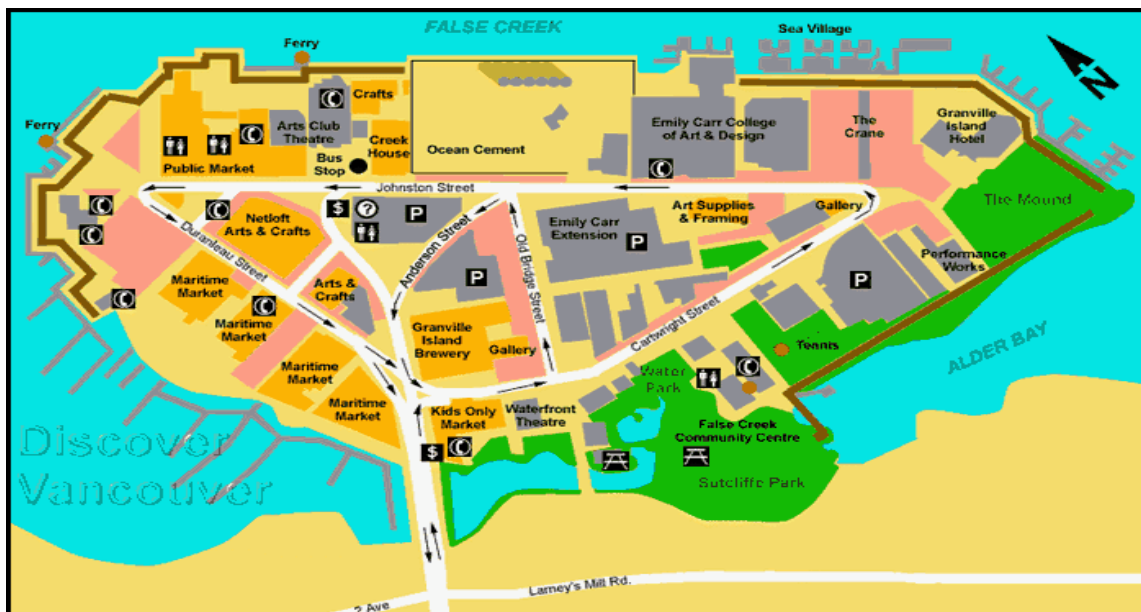 FALSE CREEK
Sea Village
Ferry
N
Crafts
Ferry
Arts Club
Theatre
Emily Carr College
of Art & Design
The
Crane
Granville
Island
Hotel
Creek
House
Ocean Cement
Bus
Stop
Public Market
Johnston Street
The Mound
$
?
P
Netloft
Arts & Crafts
Art Supplies
& Framing
Gallery
Emily Carr
Extension
P
Duranleau Street
Anderson Street
Old Bridge Street
P
P
Performance
Works
Maritime
Market
Arts &
Crafts
Maritime
Market
Granville
Island
Brewery
Gallery
Cartwright Street
Tennis
ALDER BAY
Maritime
Market
Water
Park
Maritime
Market
Kids Only
Market
Waterfront
Theatre
False Creek
Community Centre
$
Discover
Vancouver
Sutcliffe Park
Lamey's Mill Rd.
2 Ave